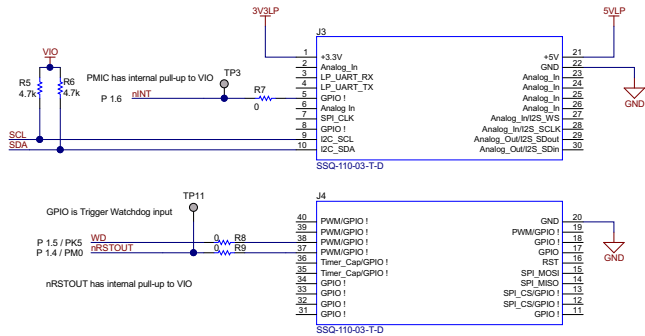 3V3LP
5VLP
J3
VIO
R5
4.7k
R6
4.7k
PMIC has internal pull-up to VIO
TP3
P 1.6
nINT
R7
0
SCL
SDA
1 +3.3V
2 Analog_In
3 LP_UART_RX
4 LP_UART_TX
5 GPIO !
6 Analog In
7 SPI_CLK
8 GPIO !
9 I2C_SCL
10 I2C_SDA
+5V 21
GND 22
Analog_In 23
Analog_In 24
Analog_In 25
Analog_In 26
Analog_In/I2S_WS 27
Analog_In/I2S_SCLK 28
Analog_Out/I2S_SDout 29
Analog_Out/I2S_SDin 30
GND
SSQ-110-03-T-D
J4
TP11
GPIO is Trigger Watchdog input
P 1.5 / PK5
WD
0 R8
P 1.4 / PM0
nRSTOUT
0 R9
nRSTOUT has internal pull-up to VIO
40 PWM/GPIO !
39 PWM/GPIO !
38 PWM/GPIO !
37 PWM/GPIO !
36 Timer_Cap/GPIO !
35 Timer_Cap/GPIO !
34 GPIO !
33 GPIO !
32 GPIO !
31 GPIO !
GND 20
PWM/GPIO ! 19
GPIO ! 18
GPIO 17
RST 16
SPI_MOSI 15
SPI_MISO 14
SPI_CS/GPIO ! 13
SPI_CS/GPIO ! 12
GPIO ! 11
GND
SSQ-110-03-T-D